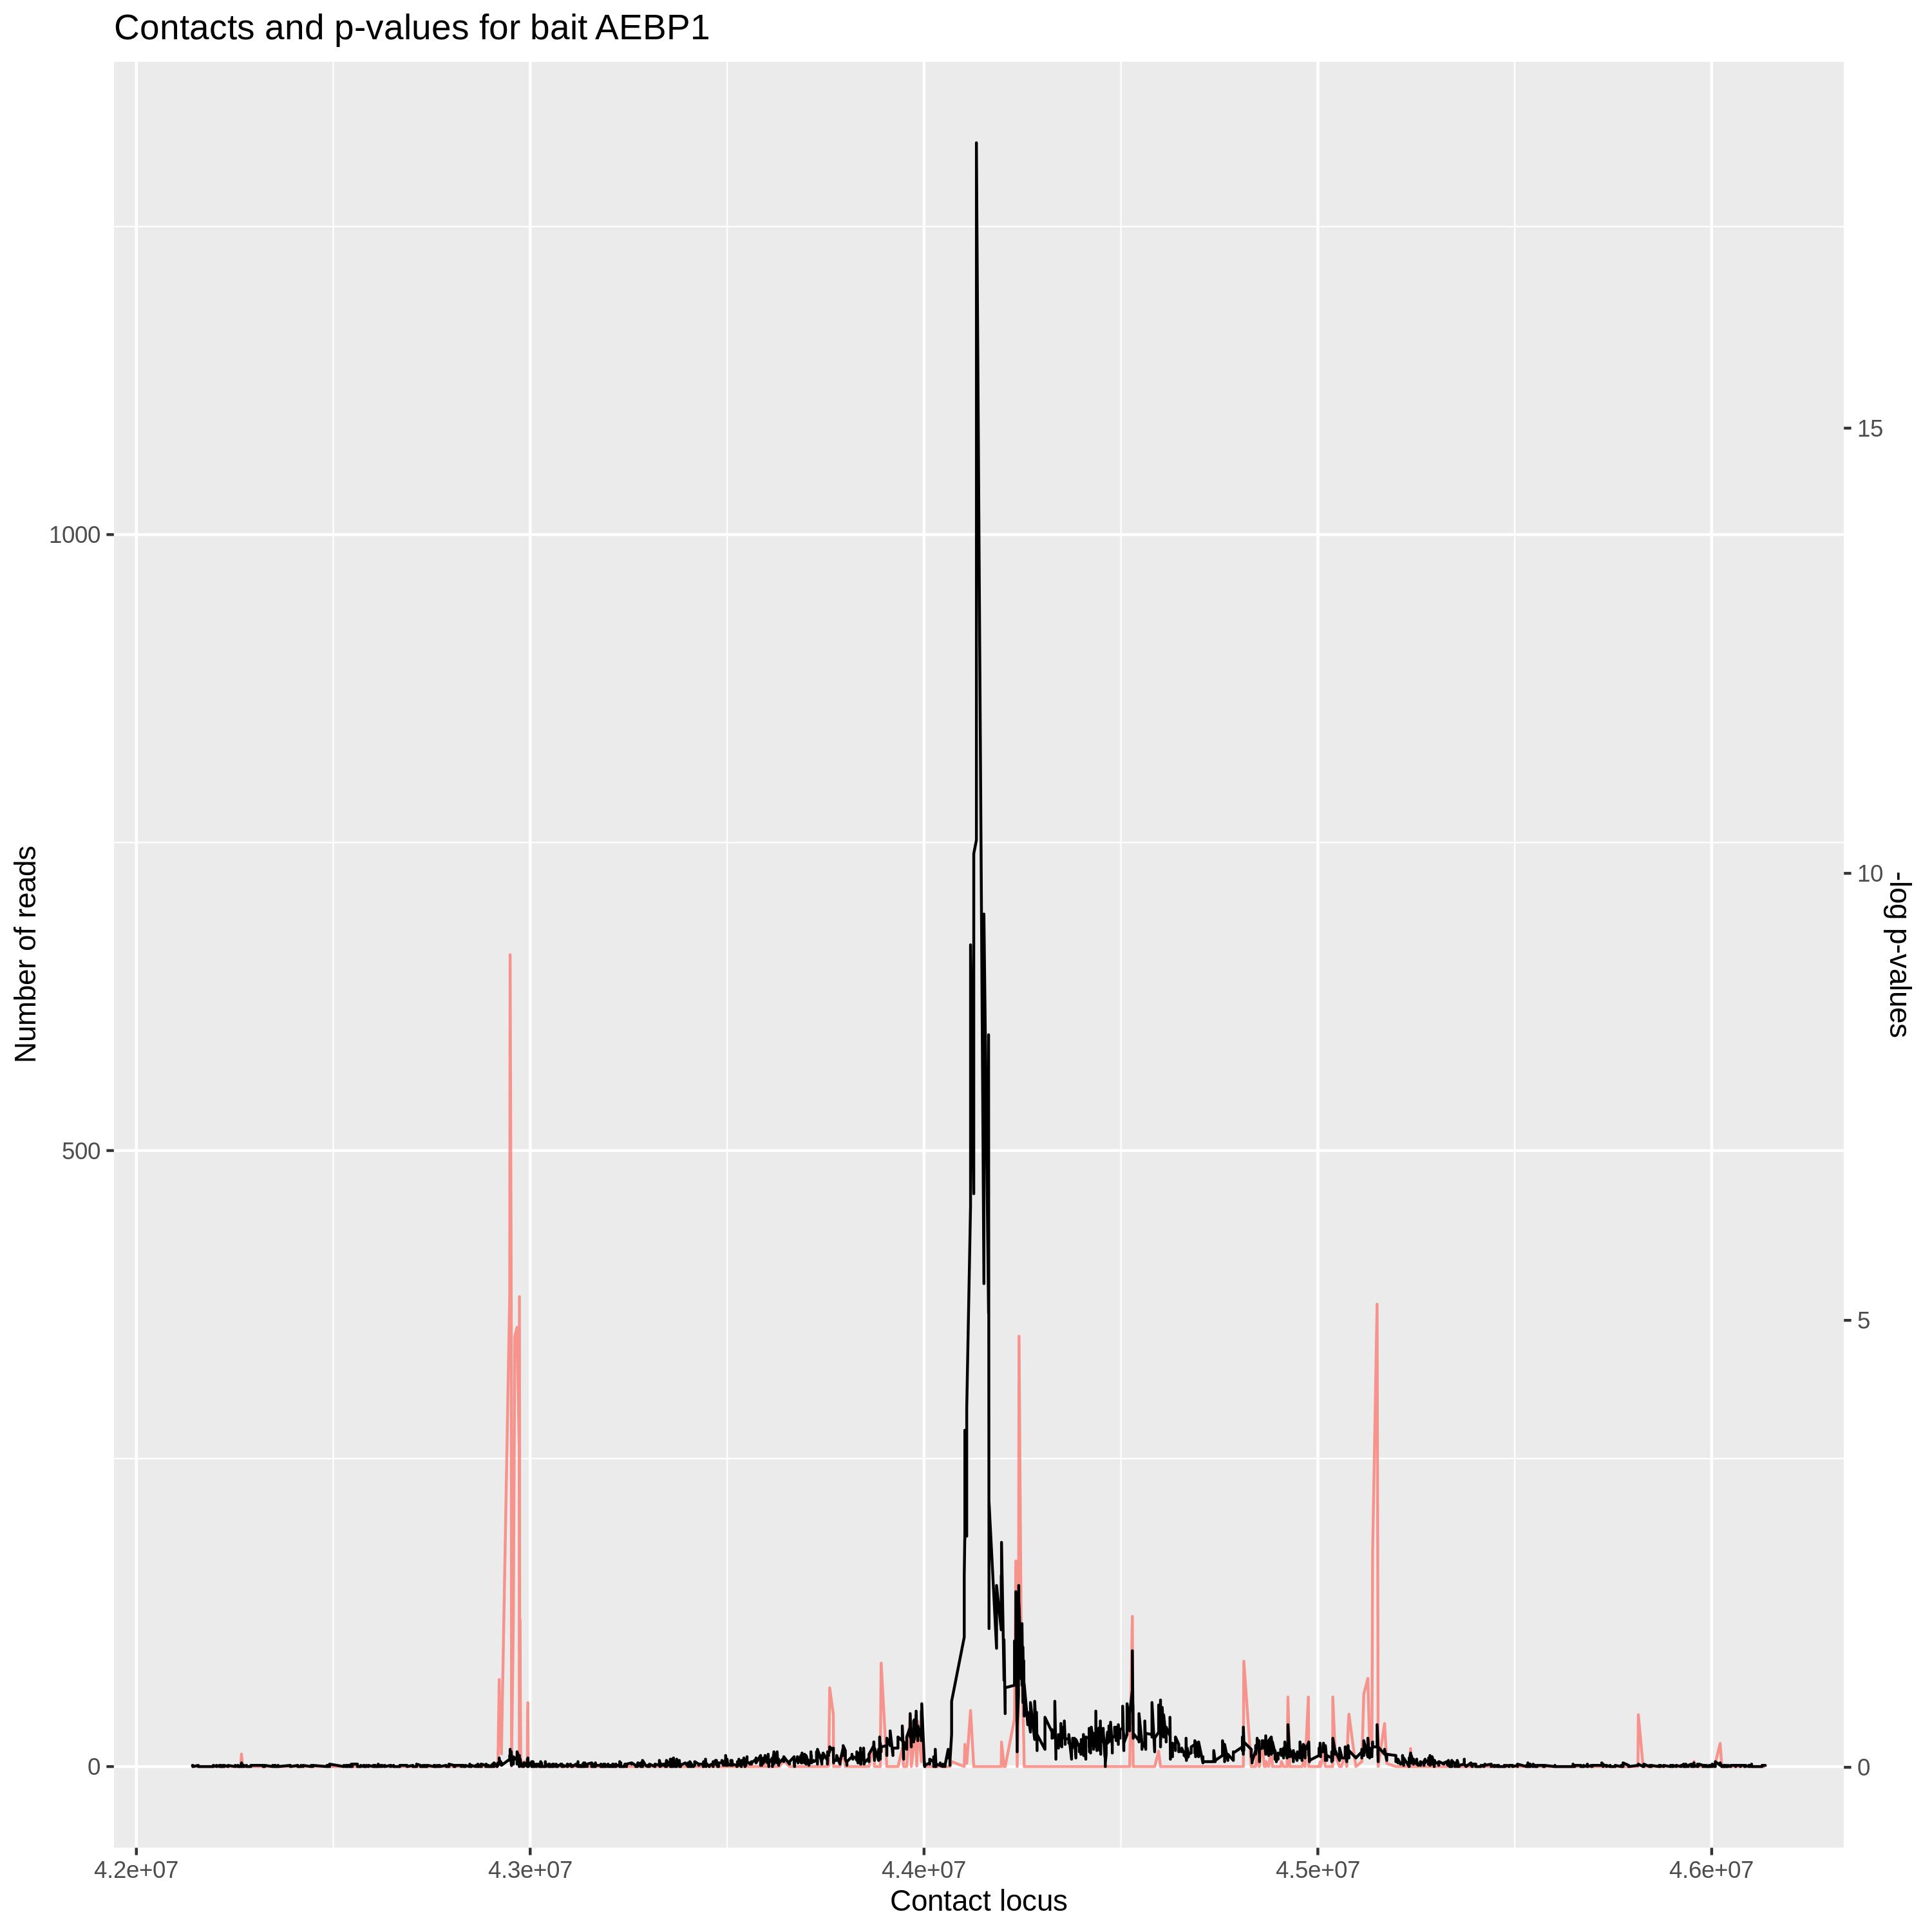 Contacts and p-values for bait AEBP1
Number of reads
1000
500
0
15
10
5
0
-log p-values
4.2e+07
4.3e+07
4.4e+07
4.5e+07
4.6e+07
Contact locus